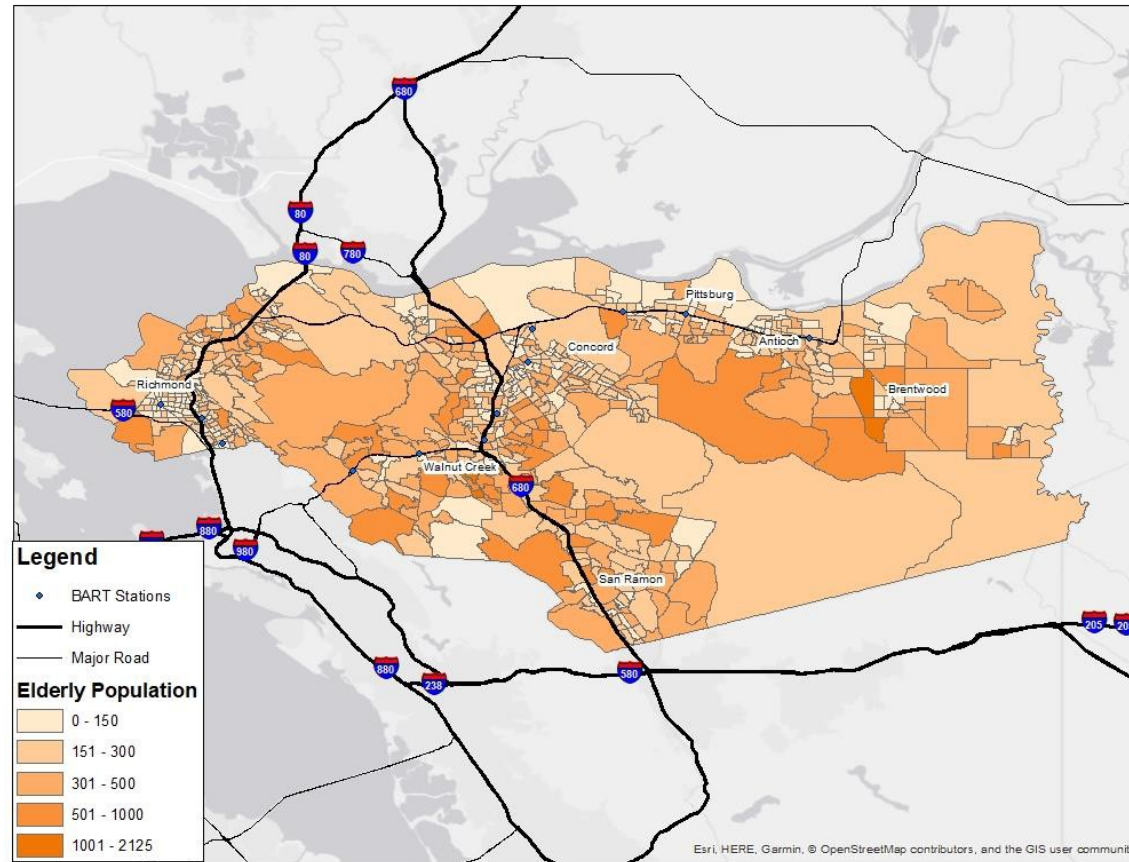 680
80
80
780
Pittsburg
Concord
Antioch
Richmond
Brentwood
580
Walnut Creek
680
880
980
San Ramon
205
880
238
580
Legend
BART Stations
Highway
Major Road
Elderly Population
0 - 150
151 - 300
301 - 500
501 - 1000
1001 - 2125
Esri, HERE, Garmin, © OpenStreetMap contributors, and the GIS user communit